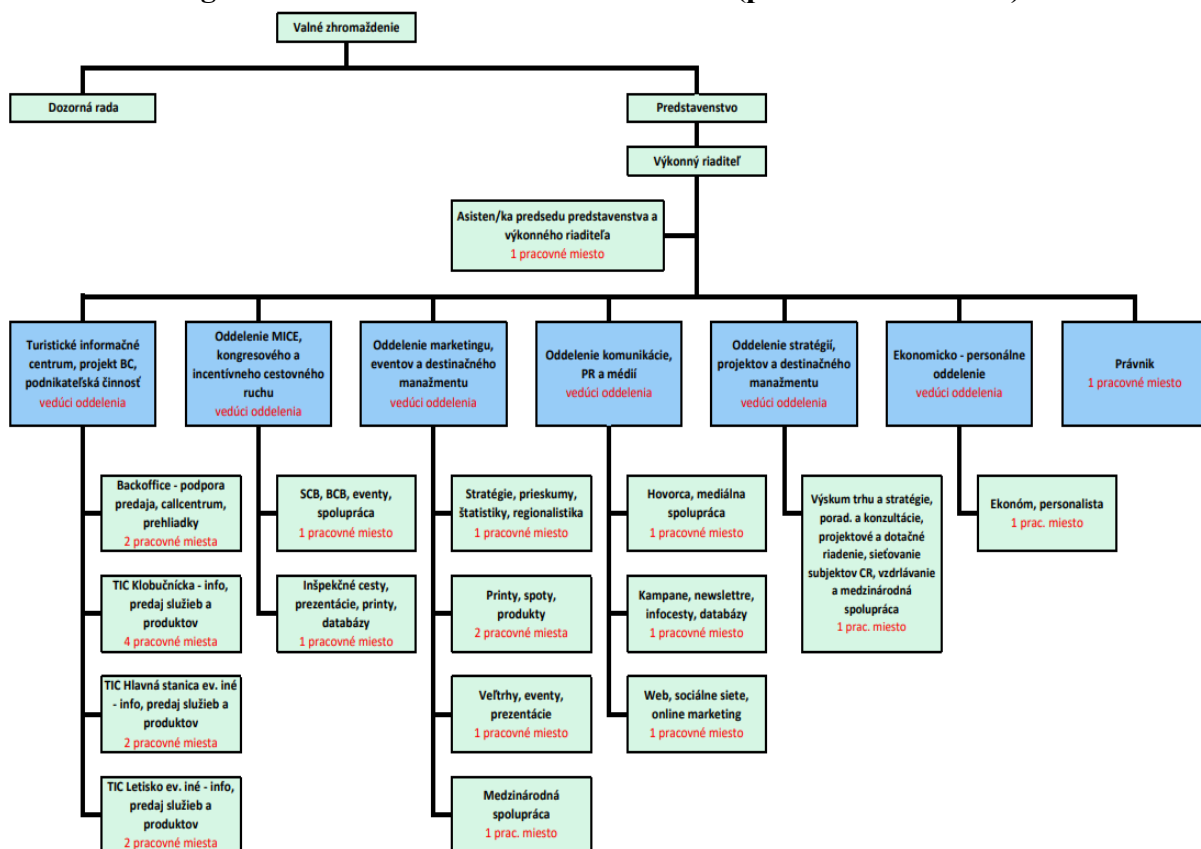 Valné zhromaždenie
Dozorná rada
Predstavenstvo
Výkonný riaditeľ
Asisten/ka predsedu predstavenstva a
výkonného riaditeľa
1 pracovné miesto
Turistické informačné
centrum, projekt BC,
podnikateľská činnosť
vedúci oddelenia
Oddelenie MICE,
kongresového a
incentívneho cestovného
ruchu
vedúci oddelenia
Oddelenie marketingu,
eventov a destinačného
manažmentu
vedúci oddelenia
Oddelenie komunikácie,
PR a médií
vedúci oddelenia
Oddelenie stratégií,
projektov a destinačného
manažmentu
vedúci oddelenia
Ekonomicko - personálne
oddelenie
vedúci oddelenia
Právnik
1 pracovné miesto
Backoffice - podpora
predaja, callcentrum,
prehliadky
2 pracovné miesta
TIC Klobučnícka - info,
predaj služieb a
produktov
4 pracovné miesta
TIC Hlavná stanica ev. iné
- info, predaj služieb a
produktov
2 pracovné miesta
TIC Letisko ev. iné - info,
predaj služieb a
produktov
2 pracovné miesta
SCB, BCB, eventy,
spolupráca
1 pracovné miesto
Inšpekčné cesty,
prezentácie, printy,
databázy
1 pracovné miesto
Stratégie, prieskumy,
štatistiky, regionalistika
1 pracovné miesto
Printy, spoty,
produkty
2 pracovné miesta
Veľtrhy, eventy,
prezentácie
1 pracovné miesto
Medzinárodná
spolupráca
1 prac. miesto
Hovorca, mediálna
spolupráca
1 pracovné miesto
Kampane, newslettre,
infocesty, databázy
1 pracovné miesto
Web, sociálne siete,
online marketing
1 pracovné miesto
Výskum trhu a stratégie,
porad. a konzultácie,
projektové a dotačné
riadenie, sieťovanie
subjektov CR, vzdrlávanie
a medzinárodná
spolupráca
1 prac. miesto
Ekonóm, personalista
1 prac. miesto